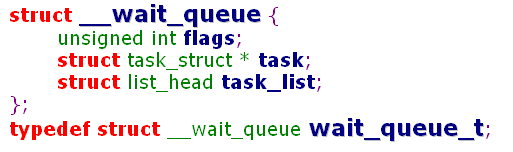 struct __wait_queue {
unsigned int flags;
struct task_struct * task;
struct list_head task_list;
};
typedef struct __wait_queue wait_queue_t;